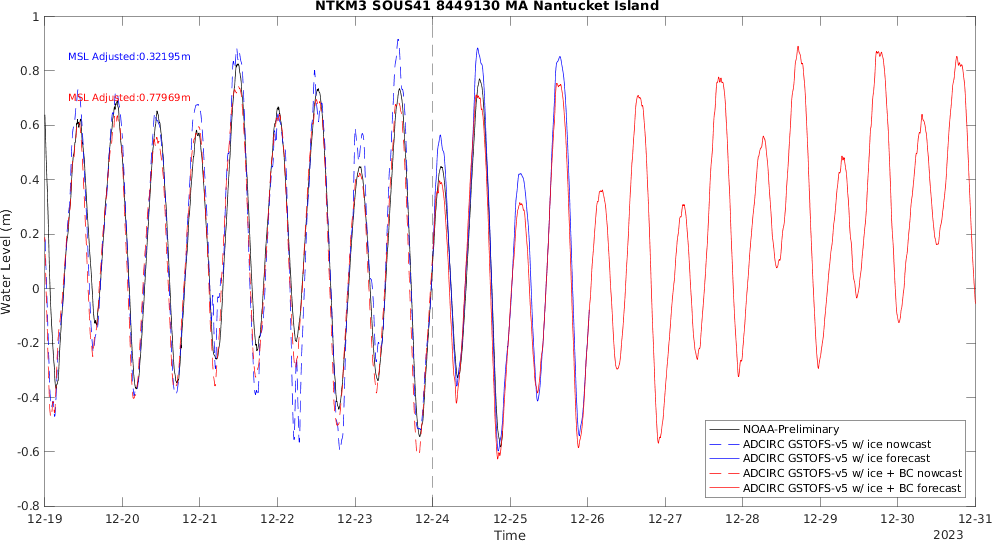 NTKM3 SOUS41 8449130 MA Nantucket Island
1
0.8
0.6
0.4
0.2
0
-0.2
-0.4
-0.6
-0.8
Water Level (m)
MSL Adjusted:0.32195m
MSL Adjusted:0.77969m
NOAA-Preliminary
ADCIRC GSTOFS-v5 w/ ice nowcast
ADCIRC GSTOFS-v5 w/ ice forecast
ADCIRC GSTOFS-v5 w/ ice + BC nowcast
ADCIRC GSTOFS-v5 w/ ice + BC forecast
12-19 12-20 12-21 12-22 12-23 12-24 12-25 12-26 12-27 12-28 12-29 12-30 12-31
Time
2023